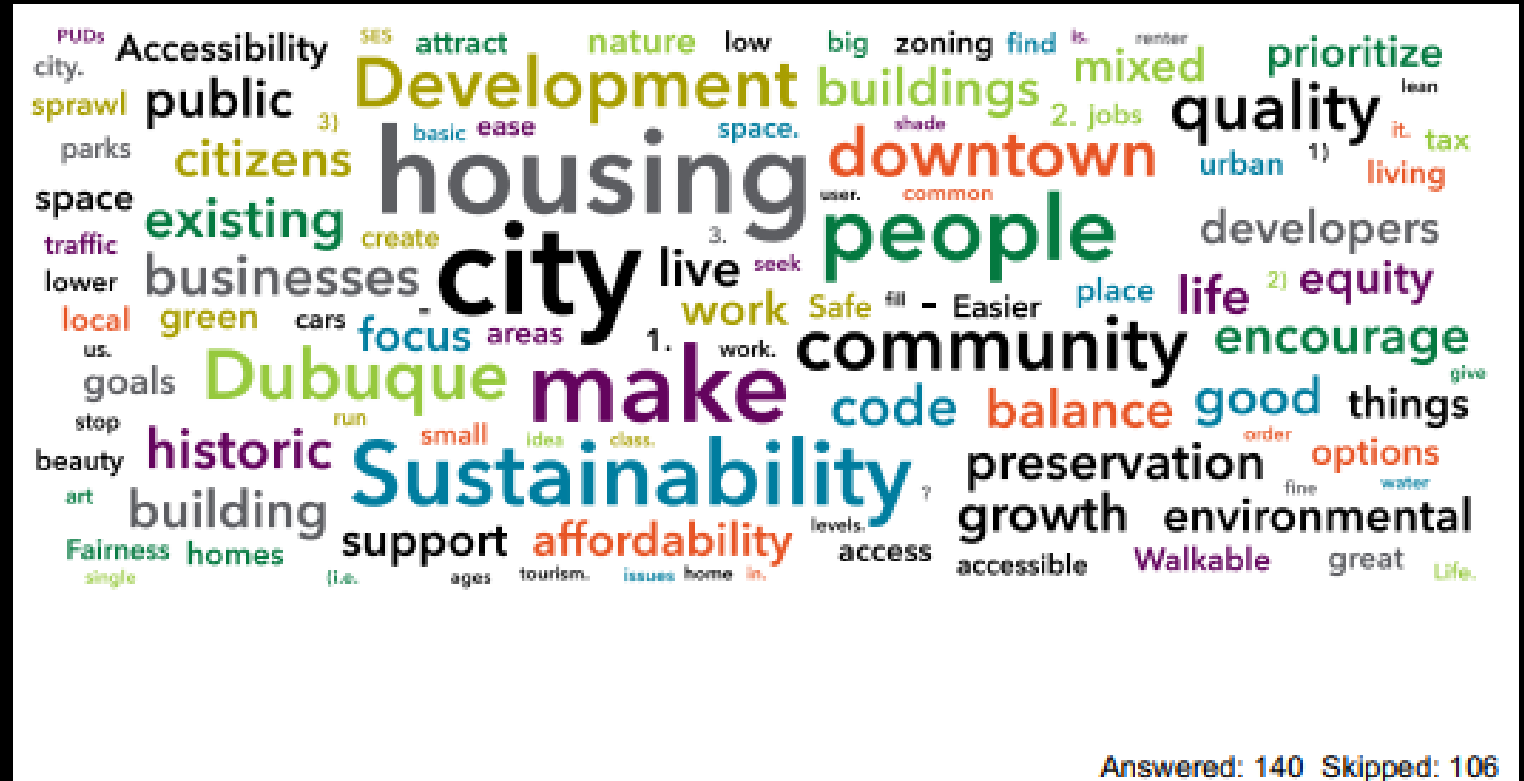 PUDs Accessibility SES attract nature low big zoning find is. renter prioritize
city. public Development buildings mixed quality lean
sprawl 3) basic ease space. shade 2. jobs it. tax
parks citizens housing downtown urban 1) living
space existing user. common people developers
traffic create city 3. live seek
lower businesses - work Safe fill - Easier place life 2) equity
local green cars focus areas 1. work. community encourage
us. goals Dubuque make code balance good things give
stop run small idea class. order
beauty historic Sustainability ? preservation options
art building fine water
support affordability levels. growth environmental
Fairness homes access accessible Walkable great
single (i.e. ages tourism. issues home in. Life.
Answered: 140 Skipped: 106